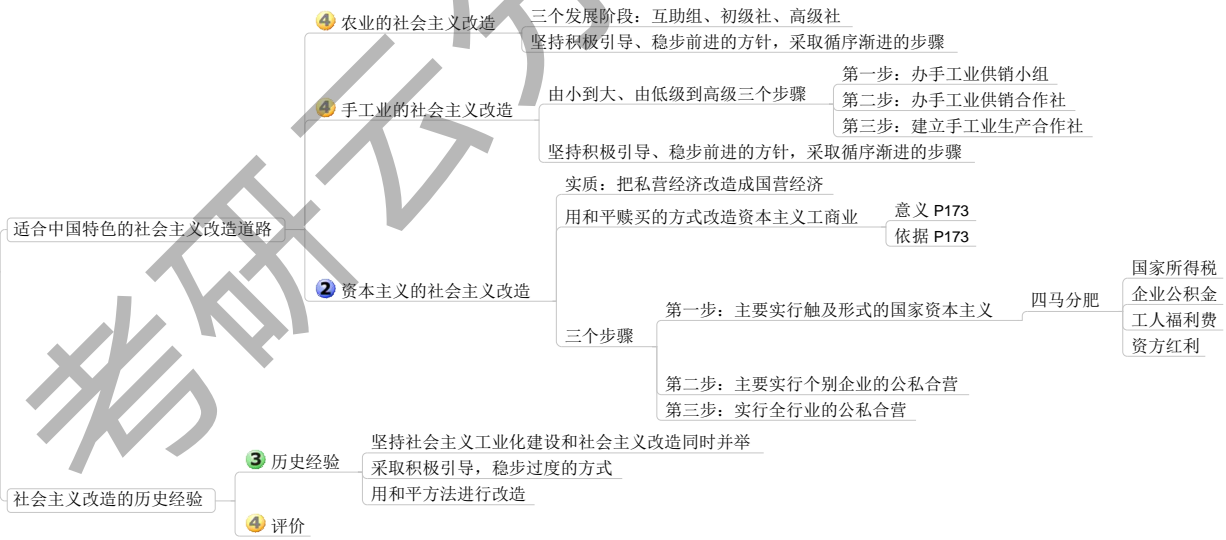 适合中国特色的社会主义改造道路
4 农业的社会主义改造
三个发展阶段：互助组、初级社、高级社
坚持积极引导、稳步前进的方针，采取循序渐进的步骤
4 手工业的社会主义改造
由小到大、由低级到高级三个步骤
第一步：办手工业供销小组
第二步：办手工业供销合作社
第三步：建立手工业生产合作社
坚持积极引导、稳步前进的方针，采取循序渐进的步骤
2 资本主义的社会主义改造
实质：把私营经济改造成国营经济
用和平赎买的方式改造资本主义工商业
意义 P173
依据 P173
三个步骤
第一步：主要实行触及形式的国家资本主义
四马分肥
国家所得税
企业公积金
工人福利费
资方红利
第二步：主要实行个别企业的公私合营
第三步：实行全行业的公私合营
社会主义改造的历史经验
3 历史经验
坚持社会主义工业化建设和社会主义改造同时并举
采取积极引导，稳步过度的方式
用和平方法进行改造
4 评价
考研云分